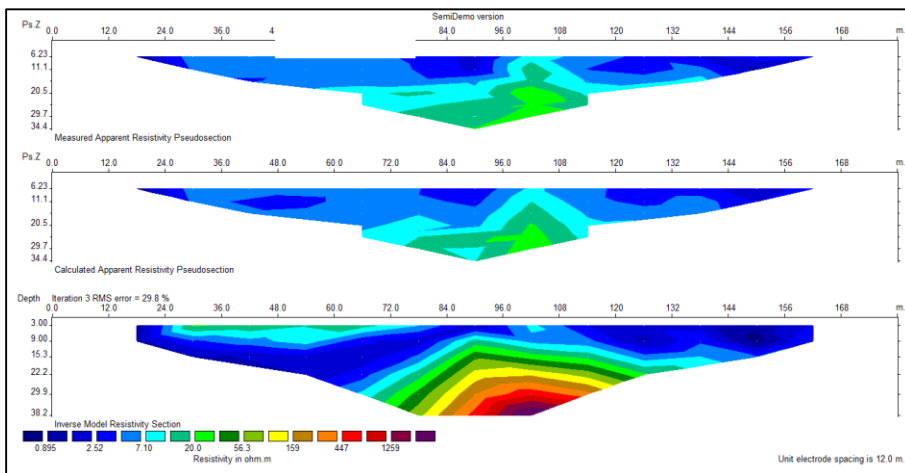 SemiDemo version
Ps.Z 0.0 12.0 24.0 4 84.0 96.0 108 120 132 144 156 168 m.
6.23
11.1
20.5
29.7
34.4
Measured Apparent Resistivity Pseudosection
Ps.Z 0.0 12.0 24.0 36.0 48.0 60.0 72.0 84.0 96.0 108 120 132 144 156 168 m.
6.23
11.1
20.5
29.7
34.4
Calculated Apparent Resistivity Pseudosection
Depth Iteration 3 RMS error = 29.8 %
0.0 12.0 24.0 36.0 48.0 60.0 72.0 84.0 96.0 108 120 132 144 156 168 m.
3.00
9.00
15.3
22.2
29.9
38.2
Inverse Model Resistivity Section
0.895 2.52 7.10 20.0 56.3 159 447 1259
Resistivity in ohm.m
Unit electrode spacing is 12.0 m.